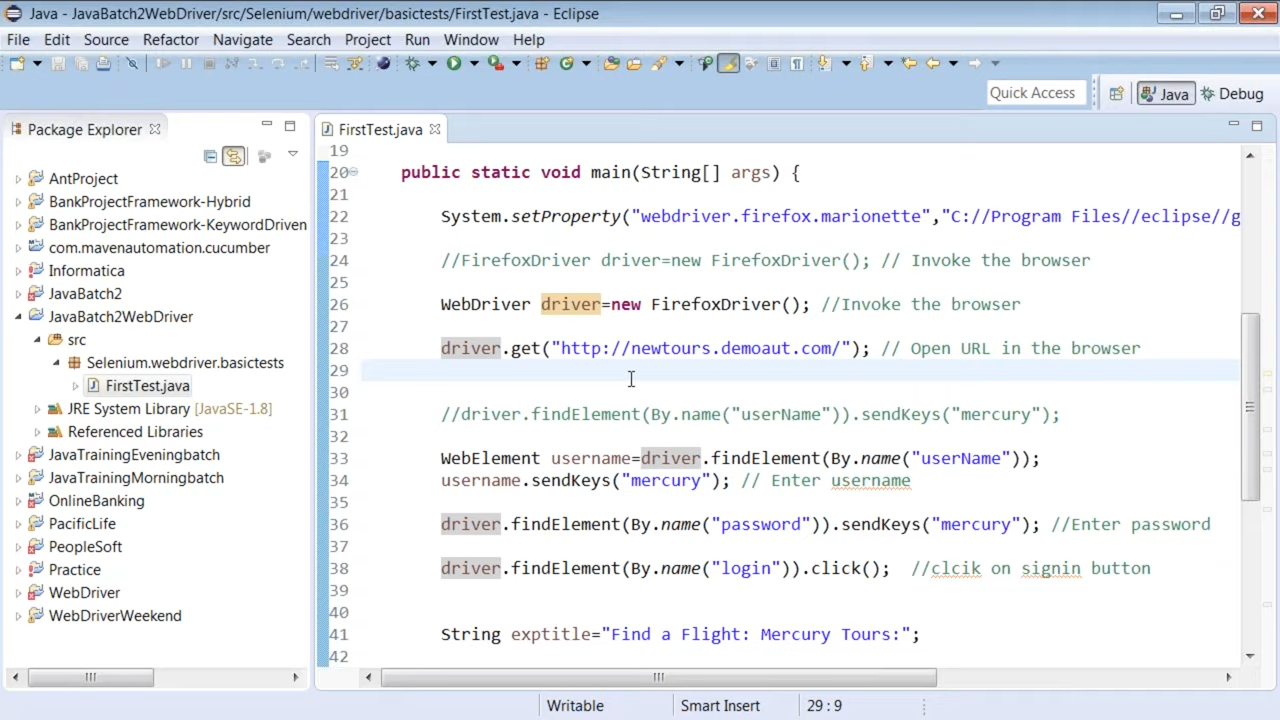 Java - JavaBatch2WebDriver/src/Selenium/webdriver/basictests/FirstTest.java - Eclipse
File Edit Source Refactor Navigate Search Project Run Window Help
Quick Access Java Debug
Package Explorer
AntProject
BankProjectFramework-Hybrid
BankProjectFramework-KeywordDriven
com.mavenautomation.cucumber
Informatica
JavaBatch2
JavaBatch2WebDriver
src
Selenium.webdriver.basictests
FirstTest.java
JRE System Library [JavaSE-1.8]
Referenced Libraries
JavaTrainingEveningbatch
JavaTrainingMorningbatch
OnlineBanking
PacificLife
PeopleSoft
Practice
WebDriver
WebDriverWeekend
FirstTest.java
19
20 public static void main(String[] args) {
21
22 System.setProperty("webdriver.firefox.marionette","C://Program Files//eclipse//g
23
24 //FirefoxDriver driver=new FirefoxDriver(); // Invoke the browser
25
26 WebDriver driver=new FirefoxDriver(); //Invoke the browser
27
28 driver.get("http://newtours.demoaut.com/"); // Open URL in the browser
29
30
31 //driver.findElement(By.name("userName")).sendKeys("mercury");
32
33 WebElement username=driver.findElement(By.name("userName"));
34 username.sendKeys("mercury"); // Enter username
35
36 driver.findElement(By.name("password")).sendKeys("mercury"); //Enter password
37
38 driver.findElement(By.name("login")).click(); //clcik on signin button
39
40
41 String exptitle="Find a Flight: Mercury Tours:";
42
Writable Smart Insert 29 : 9